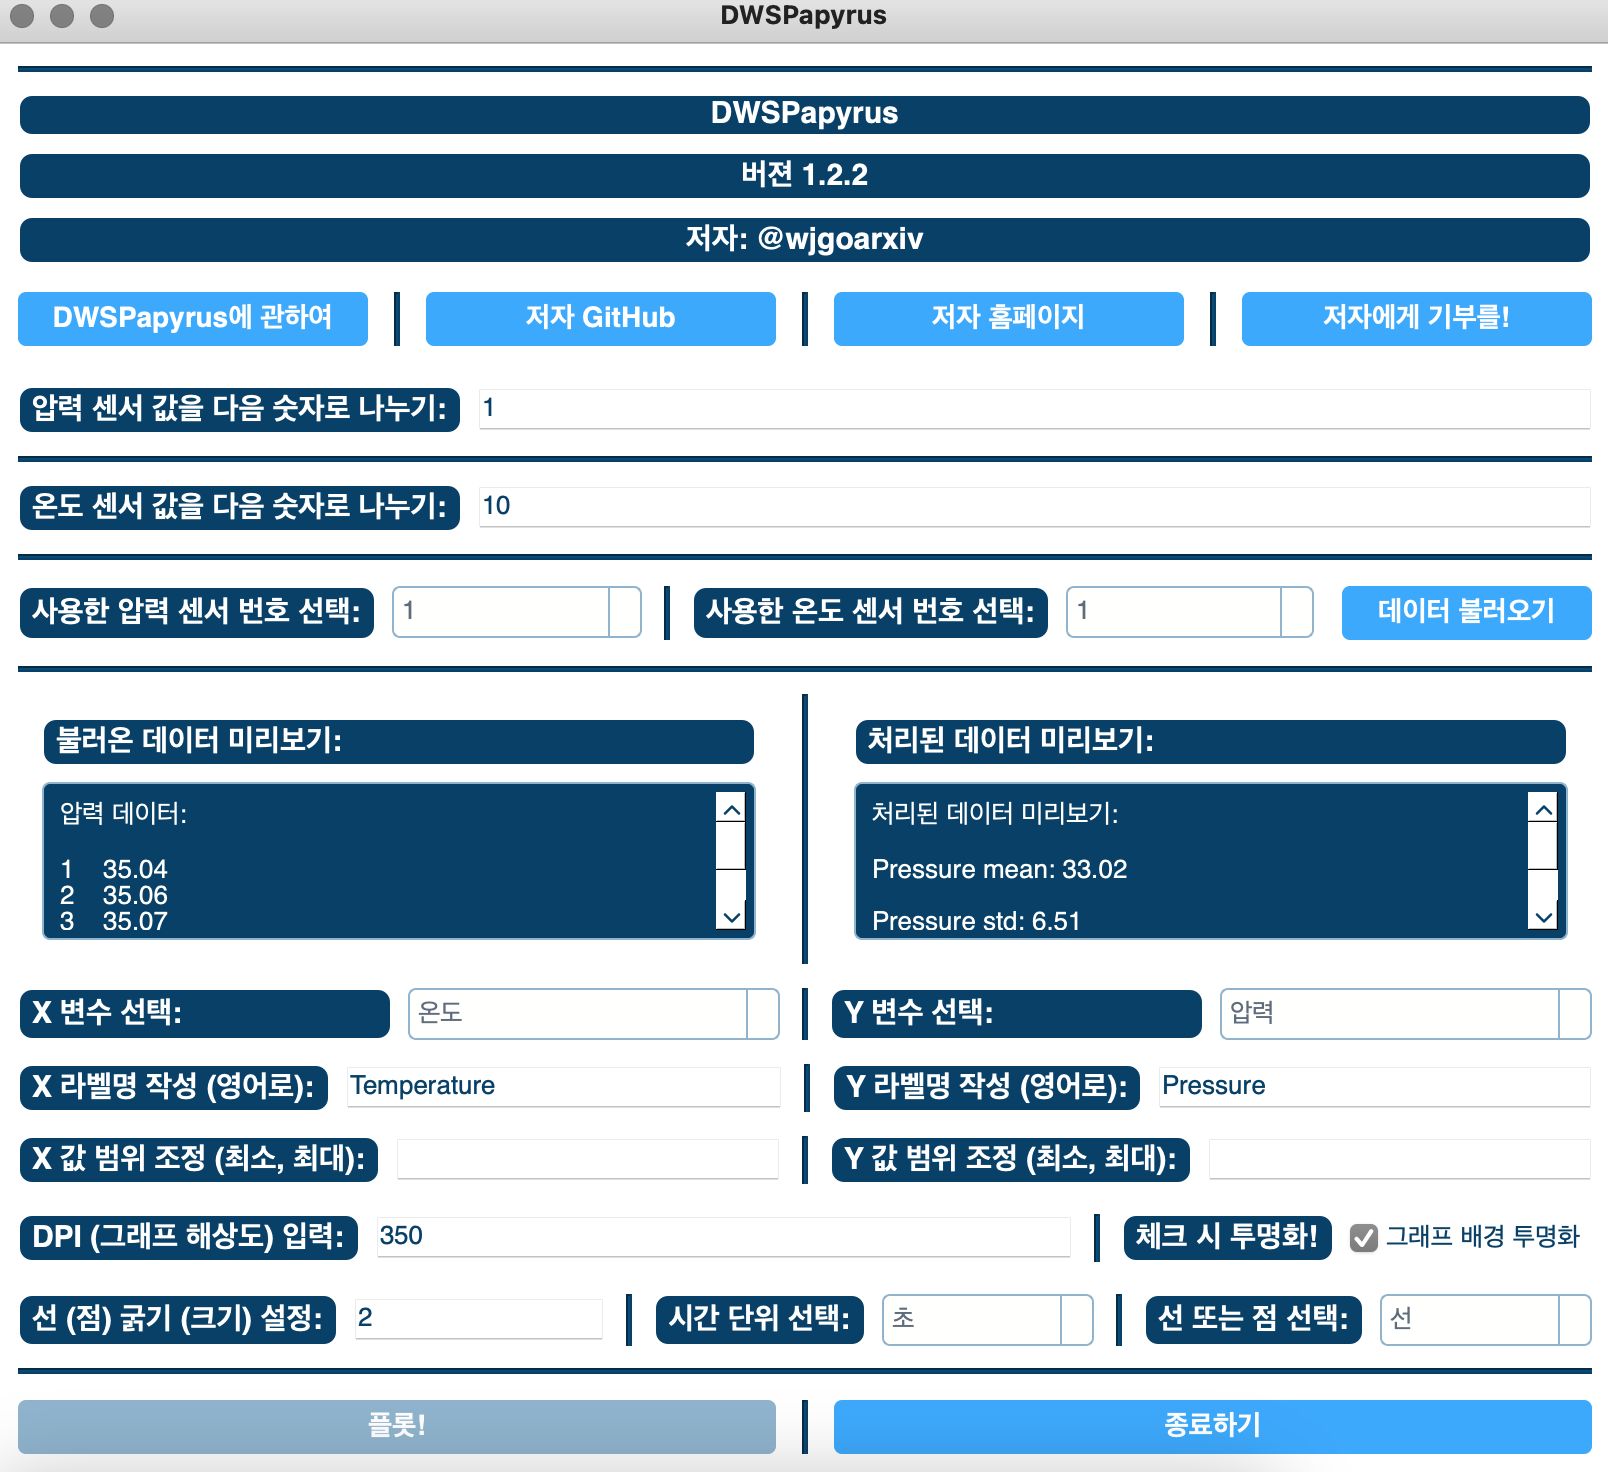 DWSPapyrus
DWSPapyrus
버젼 1.2.2
저자: @wjgoarxiv
DWSPapyrus에 관하여
저자 GitHub
저자 홈페이지
저자에게 기부를!
압력 센서 값을 다음 숫자로 나누기: 1
온도 센서 값을 다음 숫자로 나누기: 10
사용한 압력 센서 번호 선택: 1
사용한 온도 센서 번호 선택: 1
데이터 불러오기
불러온 데이터 미리보기:
압력 데이터:
1 35.04
2 35.06
3 35.07
처리된 데이터 미리보기:
처리된 데이터 미리보기:
Pressure mean: 33.02
Pressure std: 6.51
X 변수 선택: 온도
Y 변수 선택: 압력
X 라벨명 작성 (영어로): Temperature
Y 라벨명 작성 (영어로): Pressure
X 값 범위 조정 (최소, 최대):
Y 값 범위 조정 (최소, 최대):
DPI (그래프 해상도) 입력: 350
체크 시 투명화!
그래프 배경 투명화
선 (점) 굵기 (크기) 설정: 2
시간 단위 선택: 초
선 또는 점 선택: 선
플롯!
종료하기